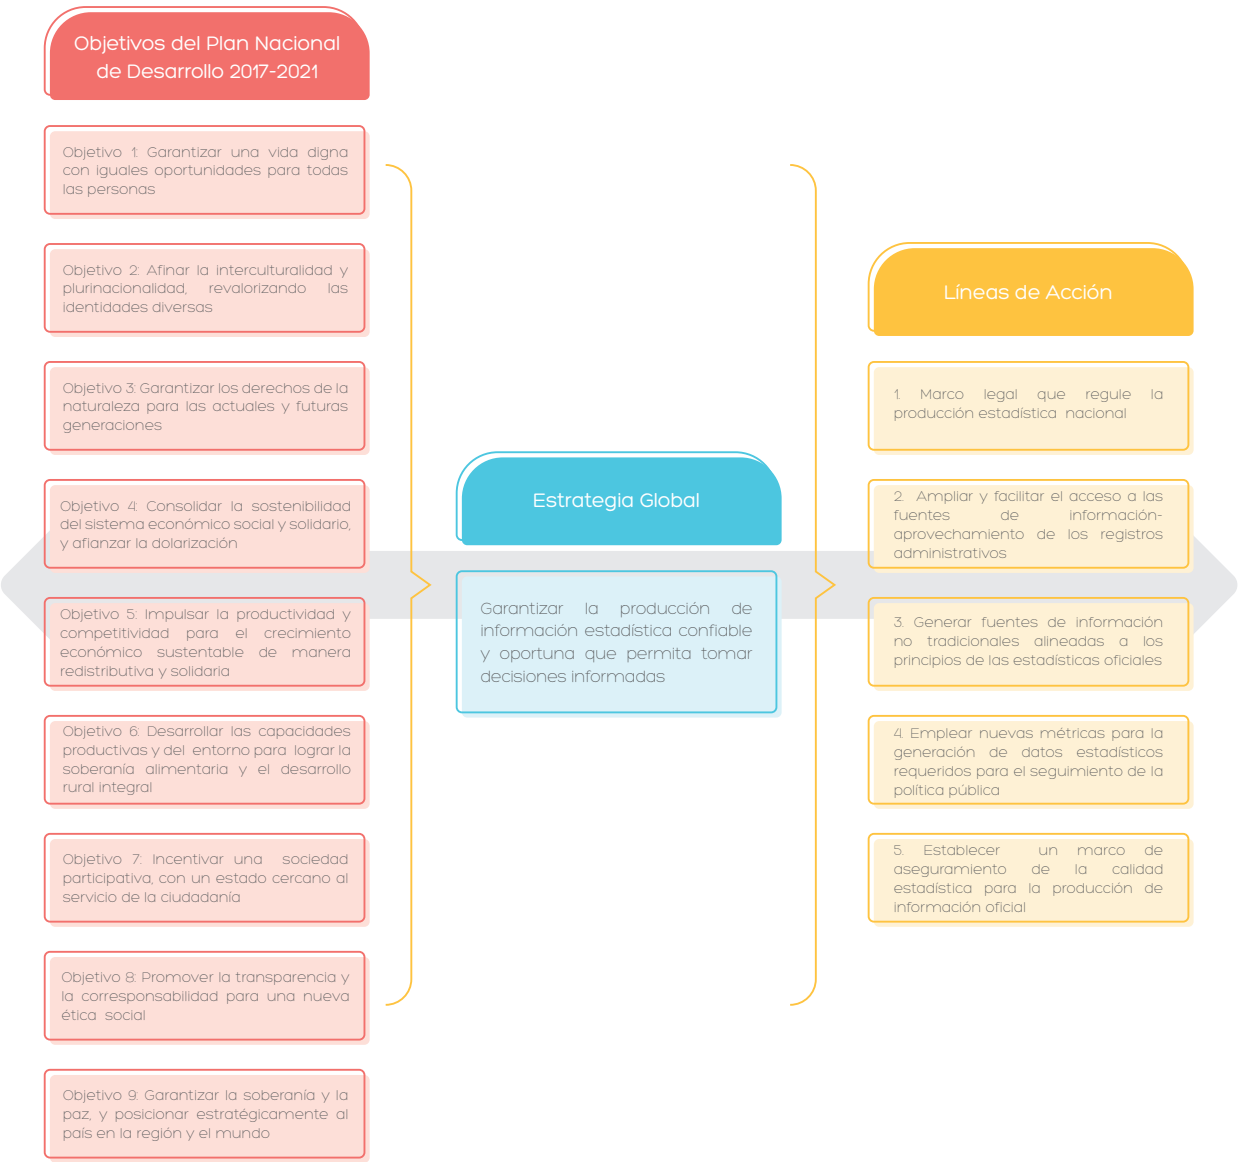 Objetivos del Plan Nacional
de Desarrollo 2017-2021
Objetivo 1: Garantizar una vida digna
con iguales oportunidades para todas
las personas
Objetivo 2: Afinar la interculturalidad y
plurinacionalidad, revalorizando las
identidades diversas
Objetivo 3: Garantizar los derechos de la
naturaleza para las actuales y futuras
generaciones
Objetivo 4: Consolidar la sostenibilidad
del sistema económico social y solidario,
y afianzar la dolarización
Objetivo 5: Impulsar la productividad y
competitividad para el crecimiento
económico sustentable de manera
redistributiva y solidaria
Objetivo 6: Desarrollar las capacidades
productivas y del entorno para lograr la
soberanía alimentaria y el desarrollo
rural integral
Objetivo 7: Incentivar una sociedad
participativa, con un estado cercano al
servicio de la ciudadanía
Objetivo 8: Promover la transparencia y
la corresponsabilidad para una nueva
ética social
Objetivo 9: Garantizar la soberanía y la
paz, y posicionar estratégicamente al
país en la región y el mundo
Estrategia Global
Garantizar la producción de
información estadística confiable
y oportuna que permita tomar
decisiones informadas
Líneas de Acción
1. Marco legal que regule la
producción estadística nacional
2. Ampliar y facilitar el acceso a las
fuentes de información-
aprovechamiento de los registros
administrativos
3. Generar fuentes de información
no tradicionales alineadas a los
principios de las estadísticas oficiales
4. Emplear nuevas métricas para la
generación de datos estadísticos
requeridos para el seguimiento de la
política pública
5. Establecer un marco de
aseguramiento de la calidad
estadística para la producción de
información oficial